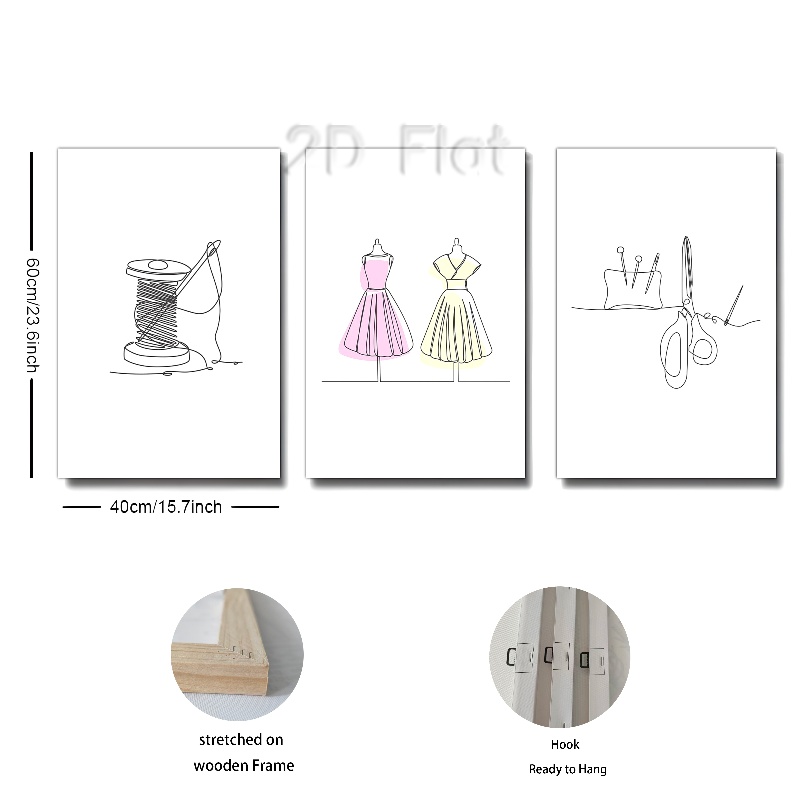 2D Flat
60cm/23.6inch
40cm/15.7inch
stretched on
wooden Frame
Hook
Ready to Hang